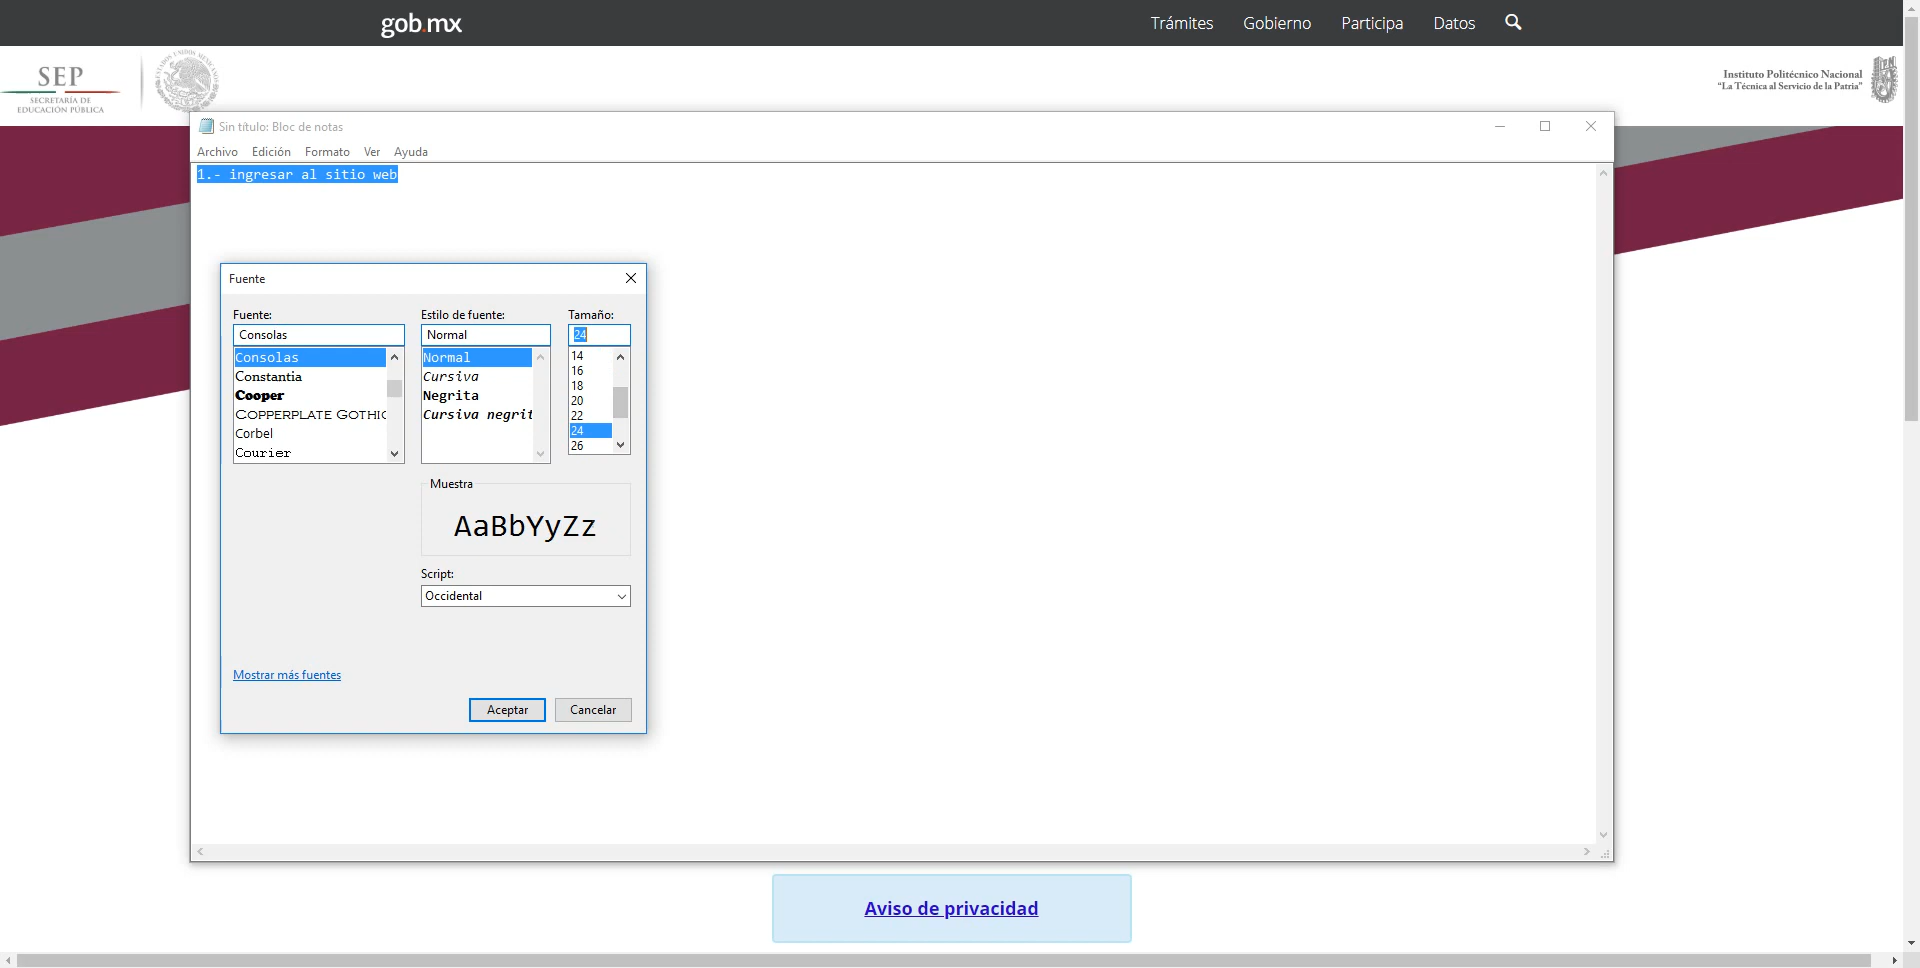 gob.mx
Trámites Gobierno Participa Datos
SEP
SECRETARÍA DE
EDUCACIÓN PÚBLICA
ESTADOS UNIDOS MEXICANOS
Instituto Politécnico Nacional
"La Técnica al Servicio de la Patria"
Sin título: Bloc de notas
Archivo Edición Formato Ver Ayuda
1.- ingresar al sitio web
Fuente
Fuente: Estilo de fuente: Tamaño:
Consolas Normal 24
Consolas Normal 14
Constantia Cursiva 16
Cooper Negrita 18
COPPERPLATE GOTHIC Cursiva negrit 20
Corbel 22
Courier 24
26
Muestra
AaBbYyZz
Script:
Occidental
Mostrar más fuentes
Aceptar Cancelar
Aviso de privacidad